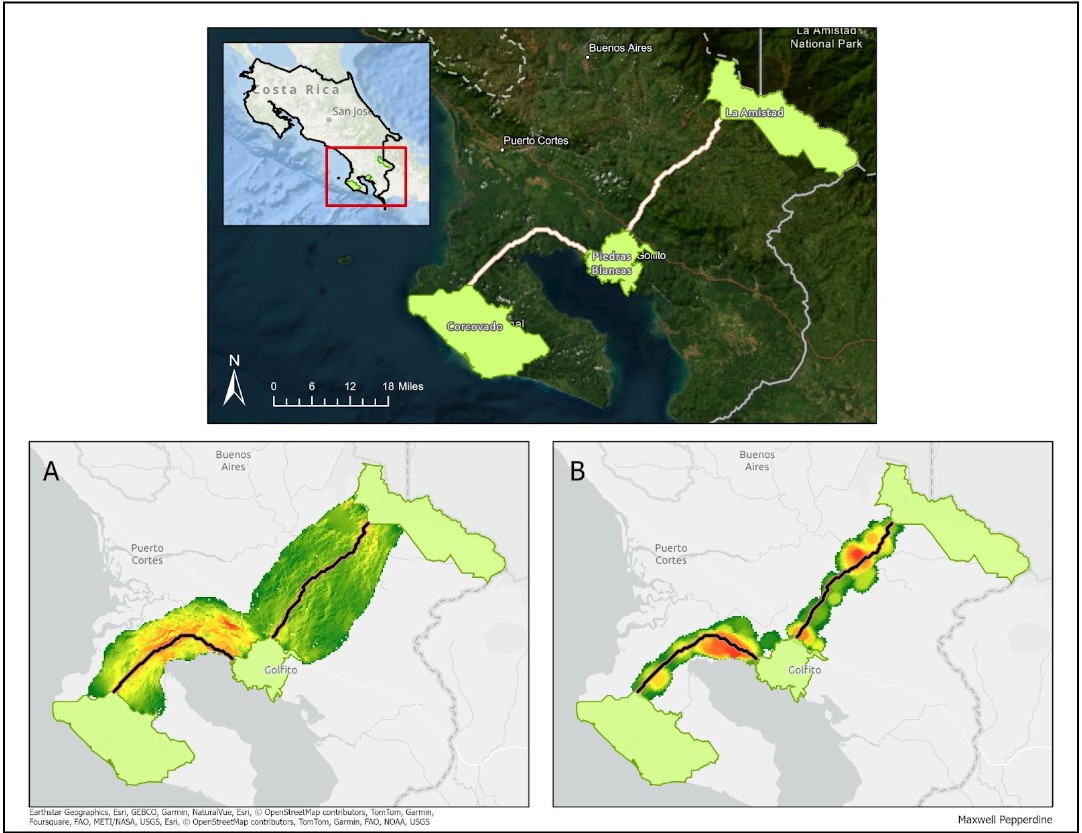 La Amistad
National Park
Buenos Aires
Costa Rica
San José
La Amistad
Puerto Cortes
Piedras
Blancas
Golfito
Corcovado
N
0 6 12 18 Miles
A
Buenos
Aires
Puerto
Cortes
Golfito
B
Buenos
Aires
Puerto
Cortes
Golfito
Earthstar Geographics, Esri, GEBCO, Garmin, NaturalVue, Esri, © OpenStreetMap contributors, TomTom, Garmin,
Foursquare, FAO, METI/NASA, USGS, Esri, © OpenStreetMap contributors, TomTom, Garmin, FAO, NOAA, USGS
Maxwell Pepperdine